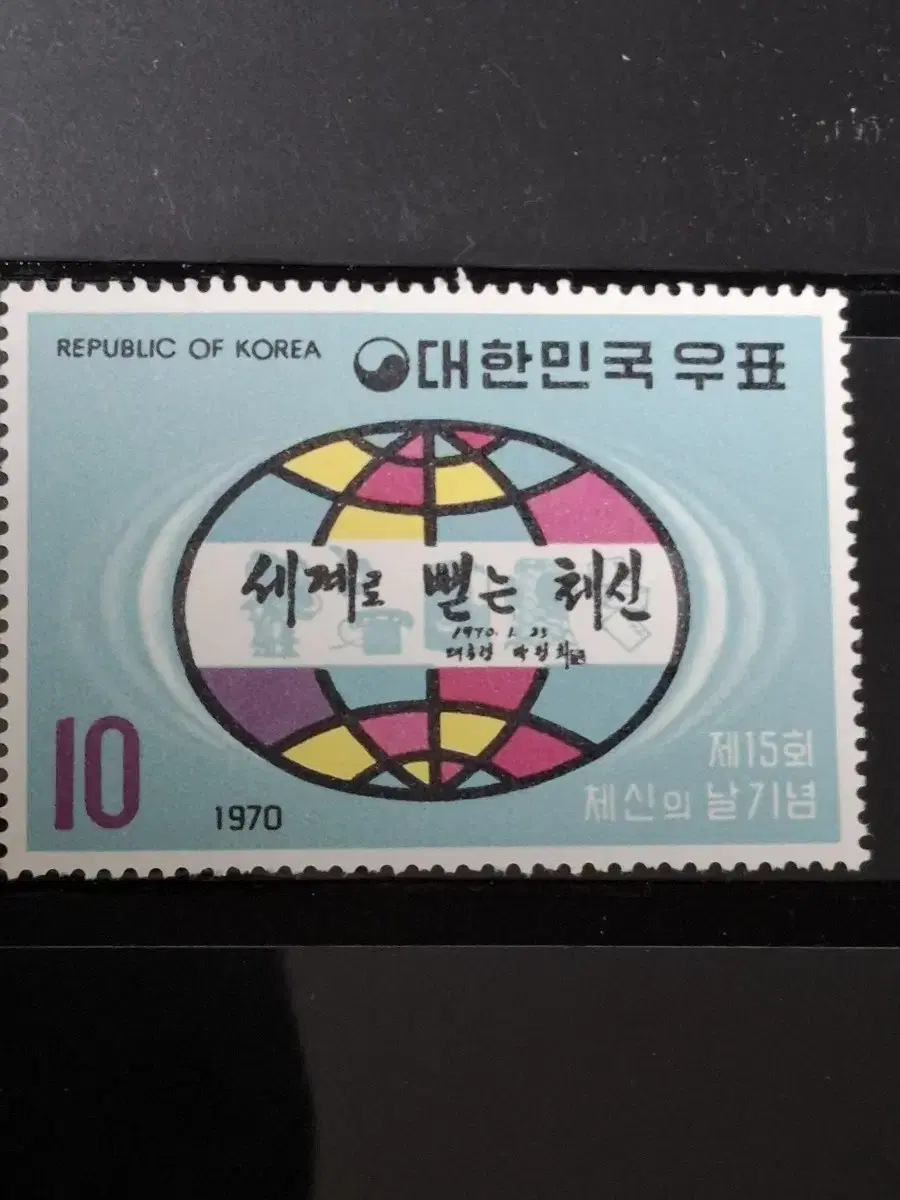 REPUBLIC OF KOREA
대한민국우표
세계로 뻗는 체신
1970. 1. 23
대통령 박정희
10
1970
제15회
체신의 날기념